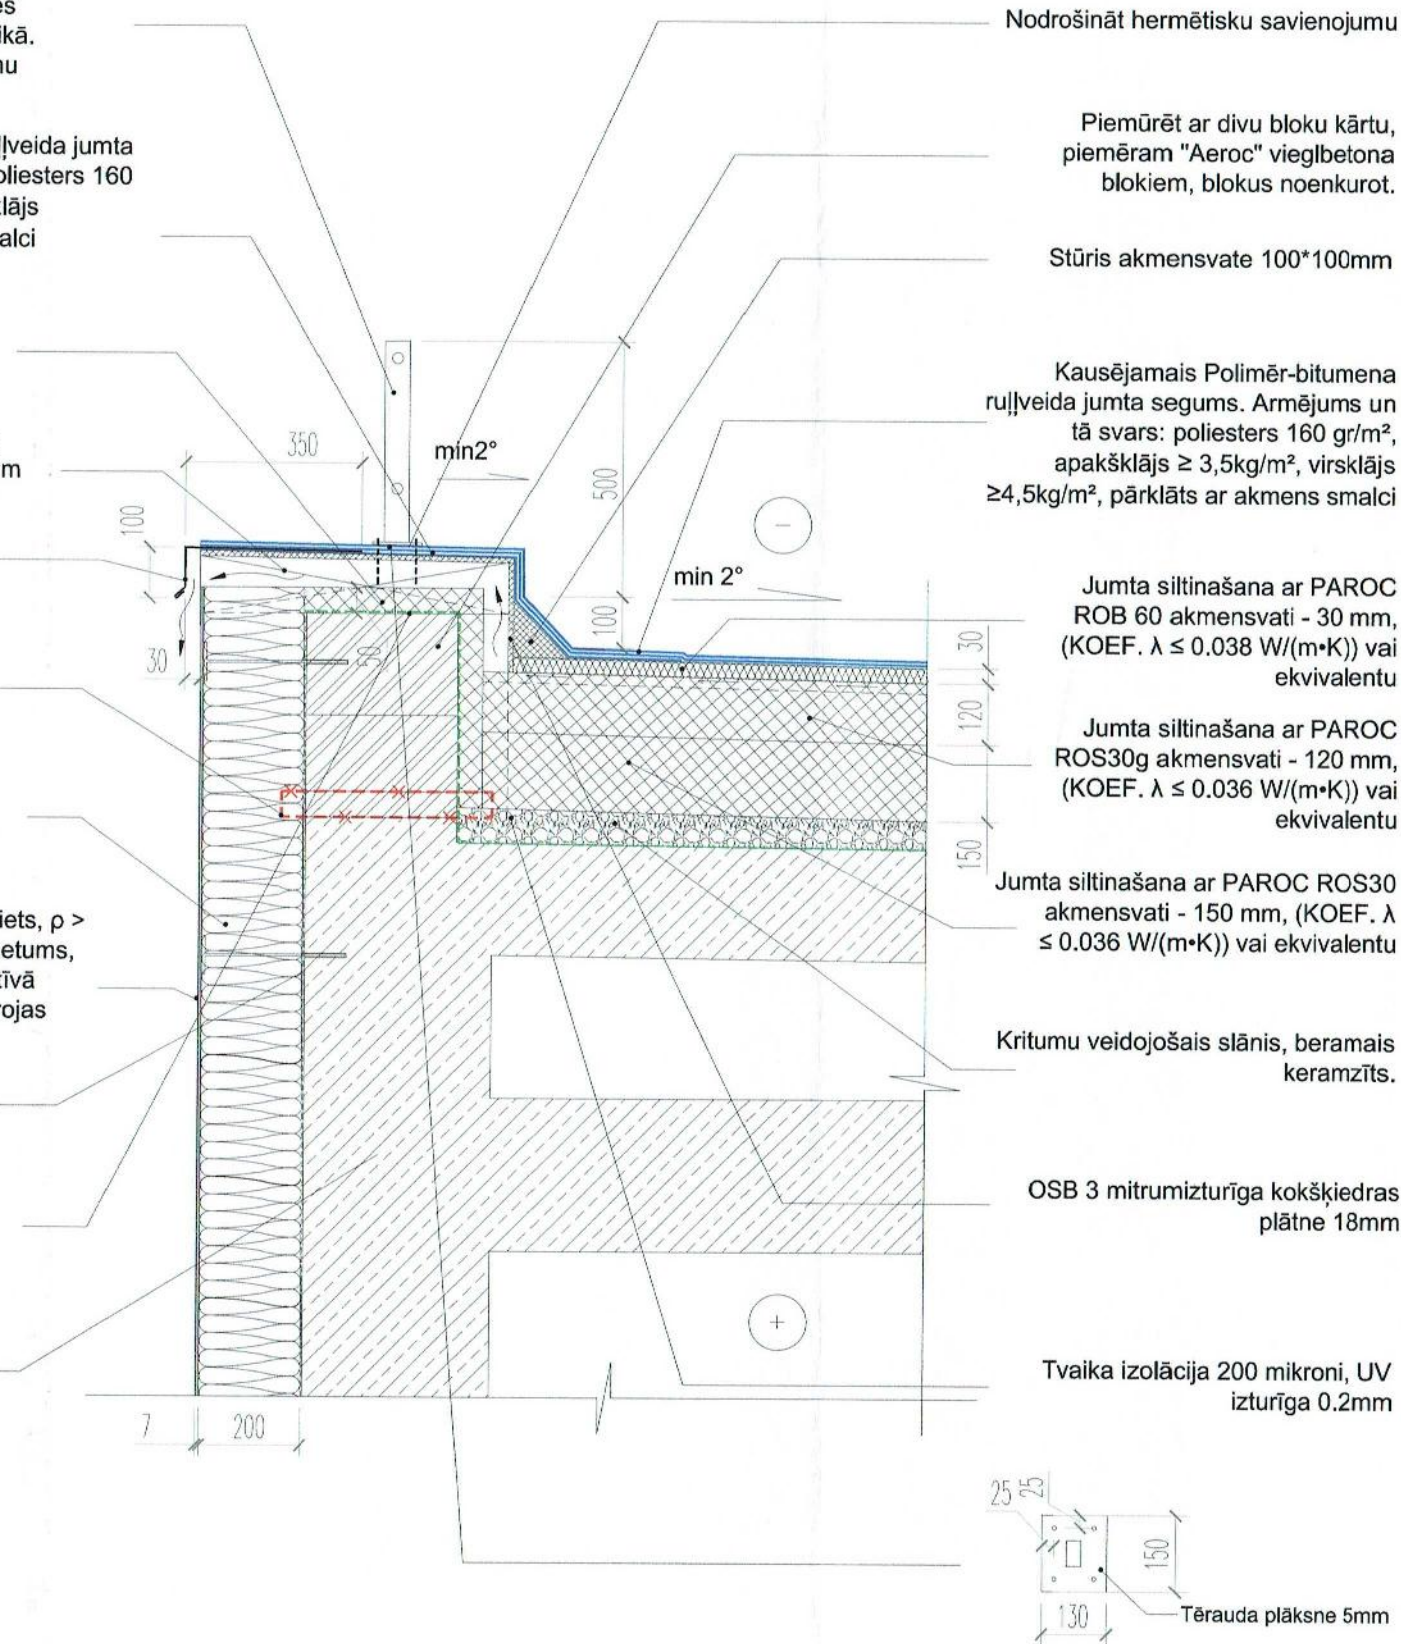 es
ikā.
nu
ļļveida jumta
oliesters 160
klājs
alci
m
iets, ρ >
etums,
tīvā
rojas
Nodrošināt hermētisku savienojumu
Piemūrēt ar divu bloku kārtu,
piemēram "Aeroc" vieglbetona
blokiem, blokus noenkurot.
Stūris akmensvate 100*100mm
Kausējamais Polimēr-bitumena
ruļļveida jumta segums. Armējums un
tā svars: poliesters 160 gr/m²,
apakšklājs ≥ 3,5kg/m², virsklājs
≥4,5kg/m², pārklāts ar akmens smalci
Jumta siltinašana ar PAROC
ROB 60 akmensvati - 30 mm,
(KOEF. λ ≤ 0.038 W/(m•K)) vai
ekvivalentu
Jumta siltinašana ar PAROC
ROS30g akmensvati - 120 mm,
(KOEF. λ ≤ 0.036 W/(m•K)) vai
ekvivalentu
Jumta siltinašana ar PAROC ROS30
akmensvati - 150 mm, (KOEF. λ
≤ 0.036 W/(m•K)) vai ekvivalentu
Kritumu veidojošais slānis, beramais
keramzīts.
OSB 3 mitrumizturīga kokšķiedras
plātne 18mm
Tvaika izolācija 200 mikroni, UV
izturīga 0.2mm
350
min2°
500
100
−
min 2°
100
30
50
30
120
150
+
7
200
25
25
150
130
Tērauda plāksne 5mm